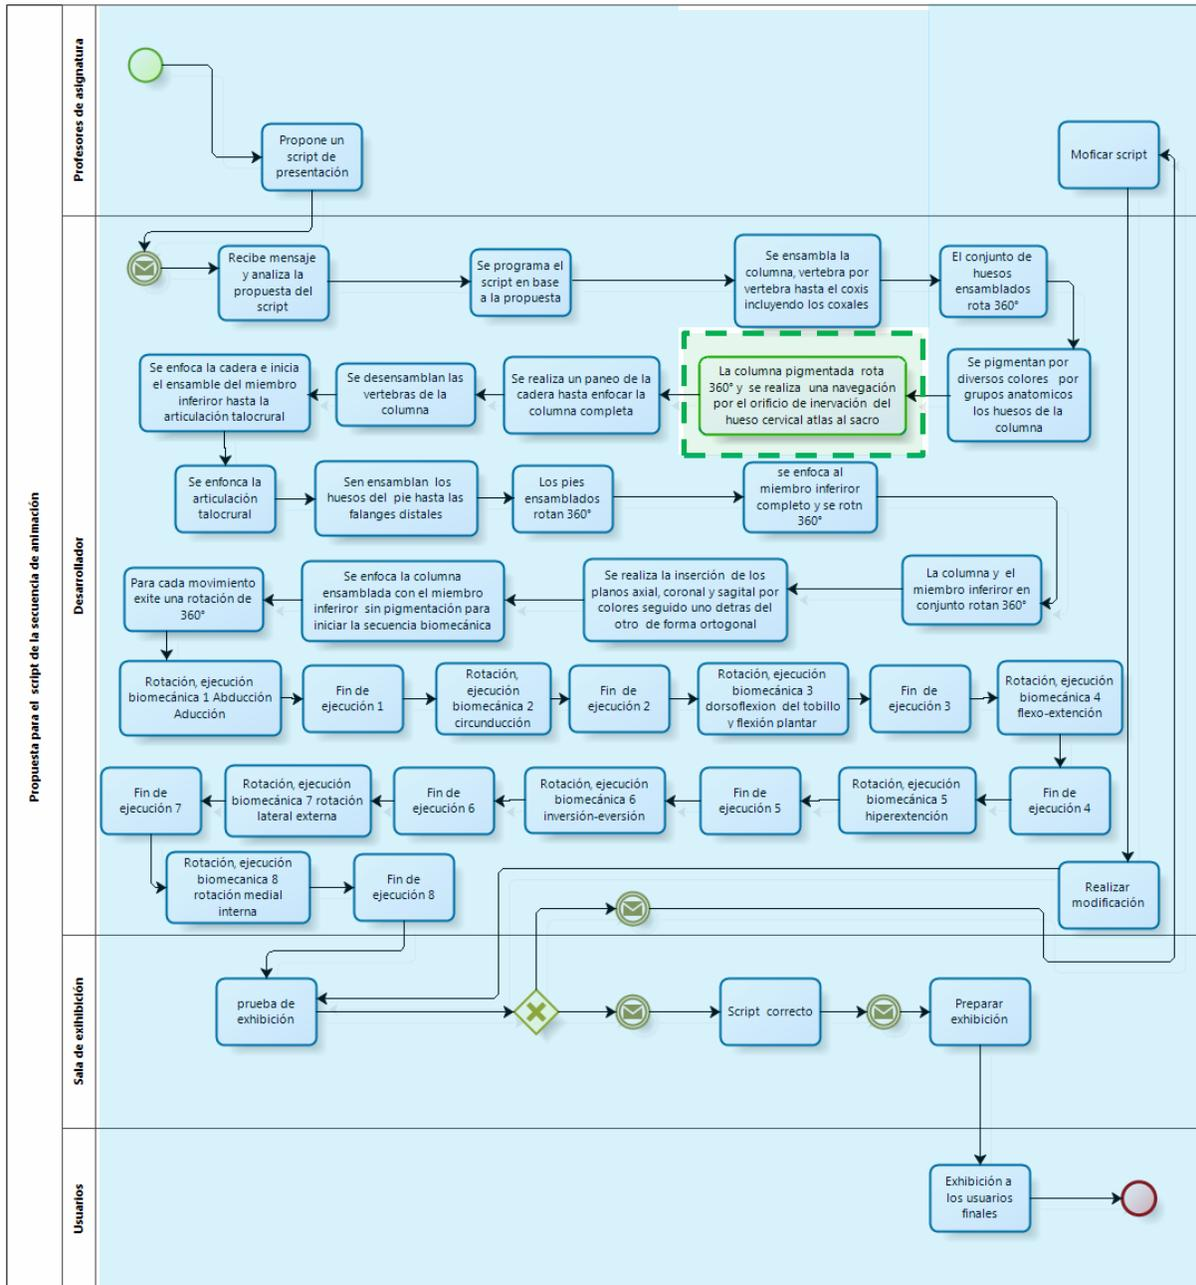 Propuesta para el  script de la secuencia de animación
Profesores de asignatura
Propone un
script de
presentación
Moficar script
Desarrollador
Recibe mensaje
y analiza la
propuesta del
script
Se programa el
script en base
a la propuesta
Se ensambla la
columna, vertebra por
vertebra hasta el coxis
incluyendo los coxales
El conjunto de
huesos
ensamblados
rota 360°
Se pigmentan por
diversos colores  por
grupos anatomicos
los huesos de la
columna
La columna pigmentada  rota
360° y  se realiza  una navegación
por el orificio de inervación  del
hueso cervical atlas al sacro
Se realiza un paneo de la
cadera hasta enfocar la
columna completa
Se desensamblan las
vertebras de la
columna
Se enfoca la cadera e inicia
el ensamble del miembro
inferiror hasta la
articulación talocrural
Se enfonca la
articulación
talocrural
Sen ensamblan  los
huesos del  pie hasta las
falanges distales
Los pies
ensamblados
rotan 360°
se enfoca al
miembro inferiror
completo y se rotn
360°
La columna y  el
miembro inferiror en
conjunto rotan 360°
Se realiza la inserción  de los
planos axial, coronal y sagital por
colores seguido uno detras del
otro  de forma ortogonal
Se enfoca la columna
ensamblada con el miembro
inferiror  sin pigmentación para
iniciar la secuencia biomecánica
Para cada movimiento
exite una rotación de
360°
Rotación, ejecución
biomecánica 1 Abducción
Aducción
Fin de
ejecución 1
Rotación,
ejecución
biomecánica 2
circunducción
Fin  de
ejecución 2
Rotación, ejecución
biomecánica 3
dorsoflexion  del tobillo
y flexión plantar
Fin  de
ejecución 3
Rotación, ejecución
biomecánica 4
flexo-extención
Fin de
ejecución 4
Rotación, ejecución
biomecánica 5
hiperextención
Fin de
ejecución 5
Rotación, ejecución
biomecánica 6
inversión-eversión
Fin de
ejecución 6
Rotación, ejecución
biomecánica 7 rotación
lateral externa
Fin de
ejecución 7
Rotación, ejecución
biomecanica 8
rotación medial
interna
Fin de
ejecución 8
Realizar
modificación
Sala de exihibición
prueba de
exhibición
Script  correcto
Preparar
exhibición
Usuarios
Exhibición a
los usuarios
finales